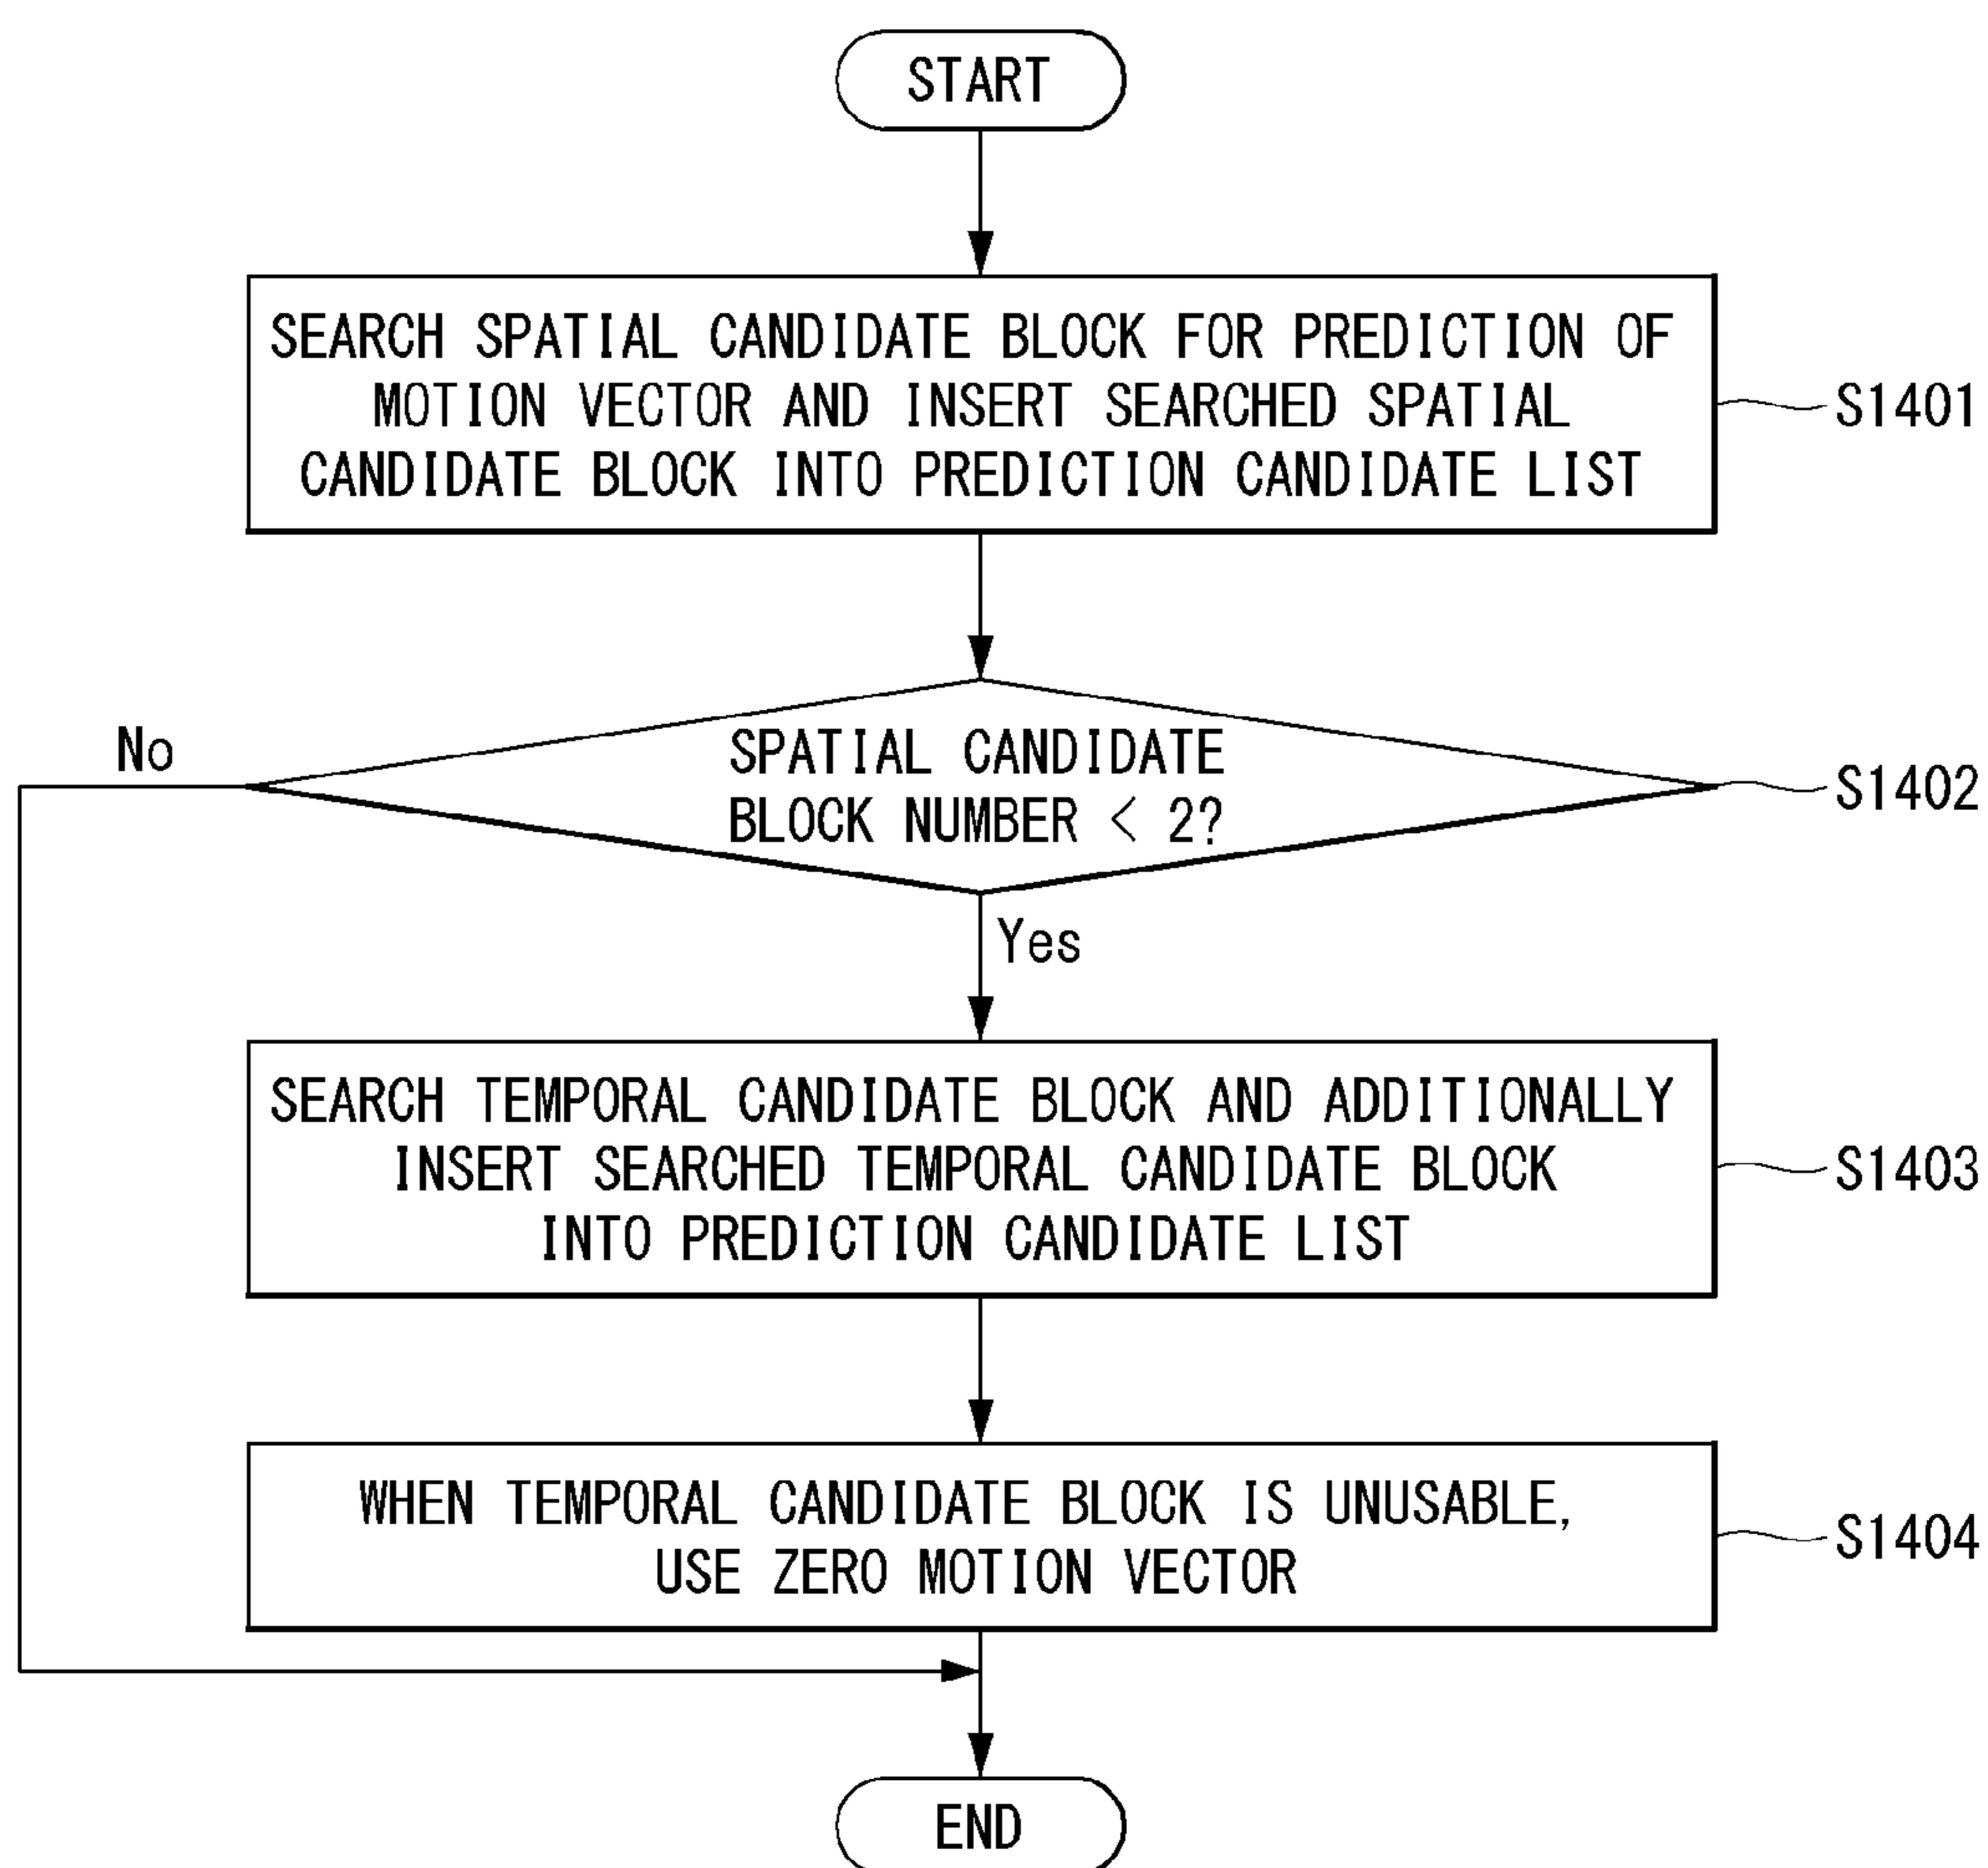 START
SEARCH SPATIAL CANDIDATE BLOCK FOR PREDICTION OF
MOTION VECTOR AND INSERT SEARCHED SPATIAL
CANDIDATE BLOCK INTO PREDICTION CANDIDATE LIST
S1401
No
SPATIAL CANDIDATE
BLOCK NUMBER < 2?
S1402
Yes
SEARCH TEMPORAL CANDIDATE BLOCK AND ADDITIONALLY
INSERT SEARCHED TEMPORAL CANDIDATE BLOCK
INTO PREDICTION CANDIDATE LIST
S1403
WHEN TEMPORAL CANDIDATE BLOCK IS UNUSABLE,
USE ZERO MOTION VECTOR
S1404
END